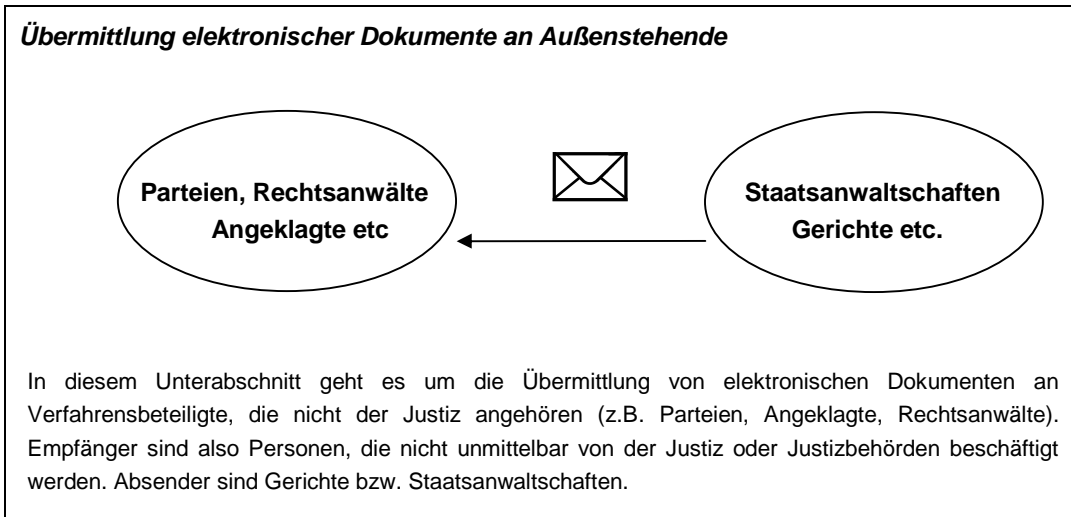 Übermittlung elektronischer Dokumente an Außenstehende
Parteien, Rechtsanwälte
Angeklagte etc
Staatsanwaltschaften
Gerichte etc.
In diesem Unterabschnitt geht es um die Übermittlung von elektronischen Dokumenten an
Verfahrensbeteiligte, die nicht der Justiz angehören (z.B. Parteien, Angeklagte, Rechtsanwälte).
Empfänger sind also Personen, die nicht unmittelbar von der Justiz oder Justizbehörden beschäftigt
werden. Absender sind Gerichte bzw. Staatsanwaltschaften.